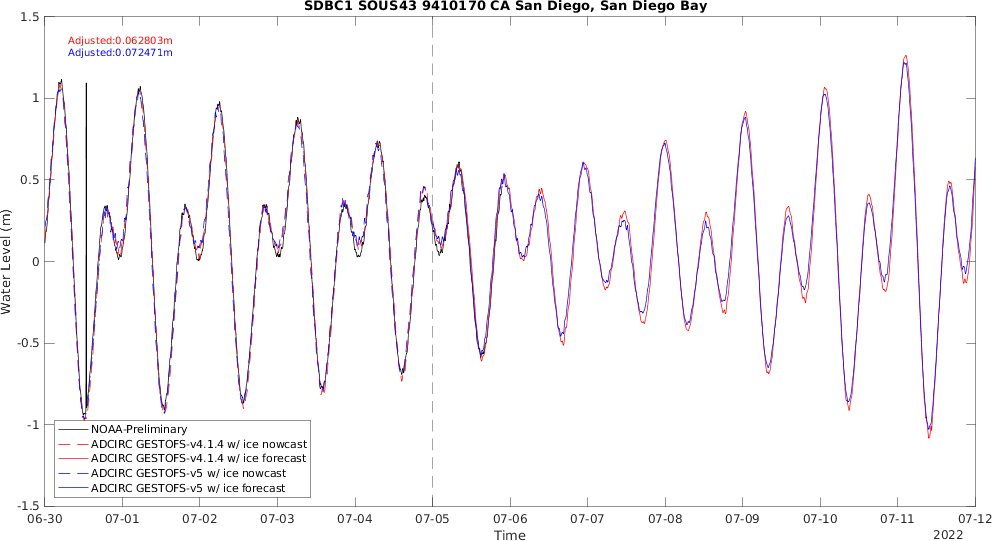 SDBC1 SOUS43 9410170 CA San Diego, San Diego Bay
Adjusted:0.062803m
Adjusted:0.072471m
1.5
1
0.5
0
-0.5
-1
-1.5
Water Level (m)
NOAA-Preliminary
ADCIRC GESTOFS-v4.1.4 w/ ice nowcast
ADCIRC GESTOFS-v4.1.4 w/ ice forecast
ADCIRC GESTOFS-v5 w/ ice nowcast
ADCIRC GESTOFS-v5 w/ ice forecast
06-30 07-01 07-02 07-03 07-04 07-05 07-06 07-07 07-08 07-09 07-10 07-11 07-12
Time
2022